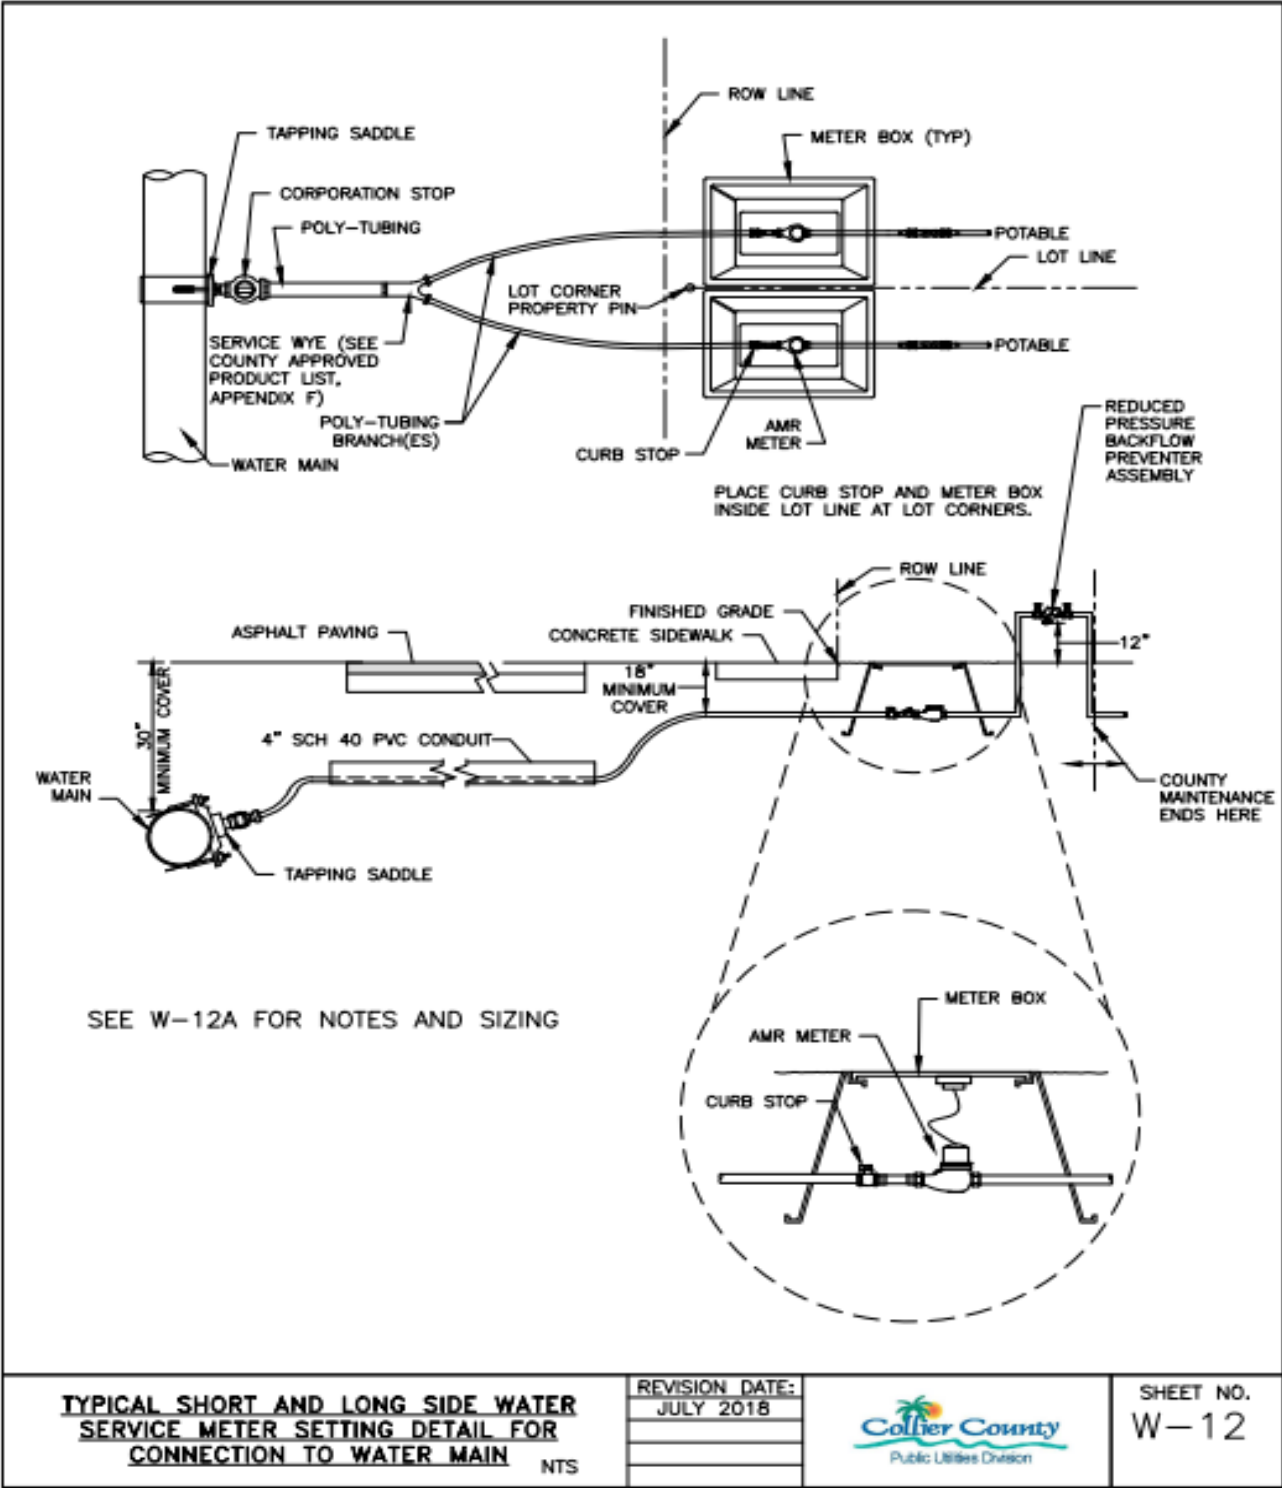 ROW LINE
TAPPING SADDLE
METER BOX (TYP)
CORPORATION STOP
POLY-TUBING
POTABLE
LOT LINE
LOT CORNER
PROPERTY PIN
SERVICE WYE (SEE
COUNTY APPROVED
PRODUCT LIST,
APPENDIX F)
POTABLE
POLY-TUBING
BRANCH(ES)
AMR
METER
CURB STOP
WATER MAIN
REDUCED
PRESSURE
BACKFLOW
PREVENTER
ASSEMBLY
PLACE CURB STOP AND METER BOX
INSIDE LOT LINE AT LOT CORNERS.
ROW LINE
FINISHED GRADE
ASPHALT PAVING
CONCRETE SIDEWALK
12"
18"
MINIMUM
COVER
30"
MINIMUM COVER
4" SCH 40 PVC CONDUIT
WATER
MAIN
COUNTY
MAINTENANCE
ENDS HERE
TAPPING SADDLE
SEE W-12A FOR NOTES AND SIZING
METER BOX
AMR METER
CURB STOP
TYPICAL SHORT AND LONG SIDE WATER
SERVICE METER SETTING DETAIL FOR
CONNECTION TO WATER MAIN NTS
REVISION DATE:
JULY 2018
Collier County
Public Utilities Division
SHEET NO.
W-12